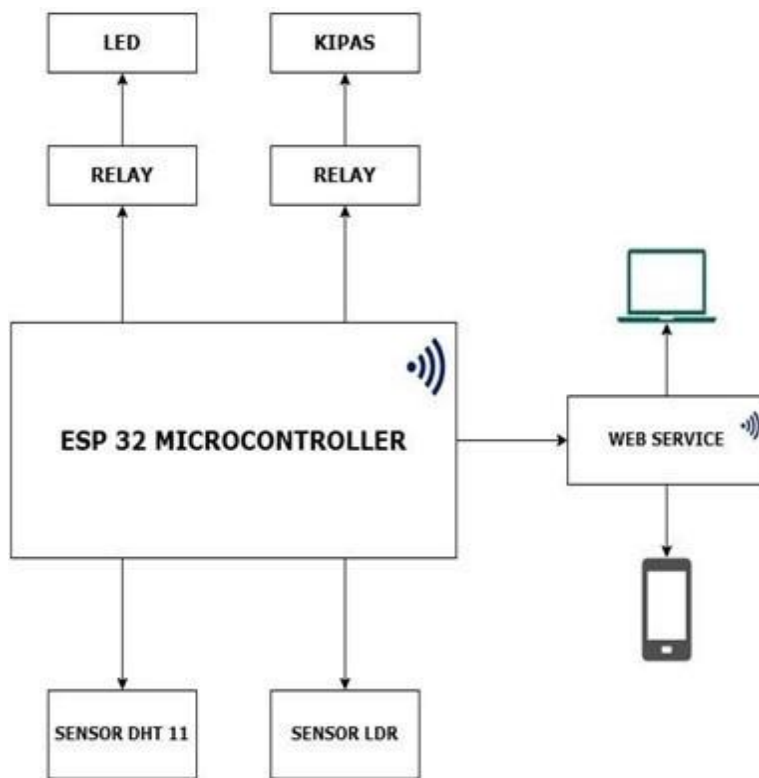 LED
KIPAS
RELAY
RELAY
ESP 32 MICROCONTROLLER
WEB SERVICE
SENSOR DHT 11
SENSOR LDR